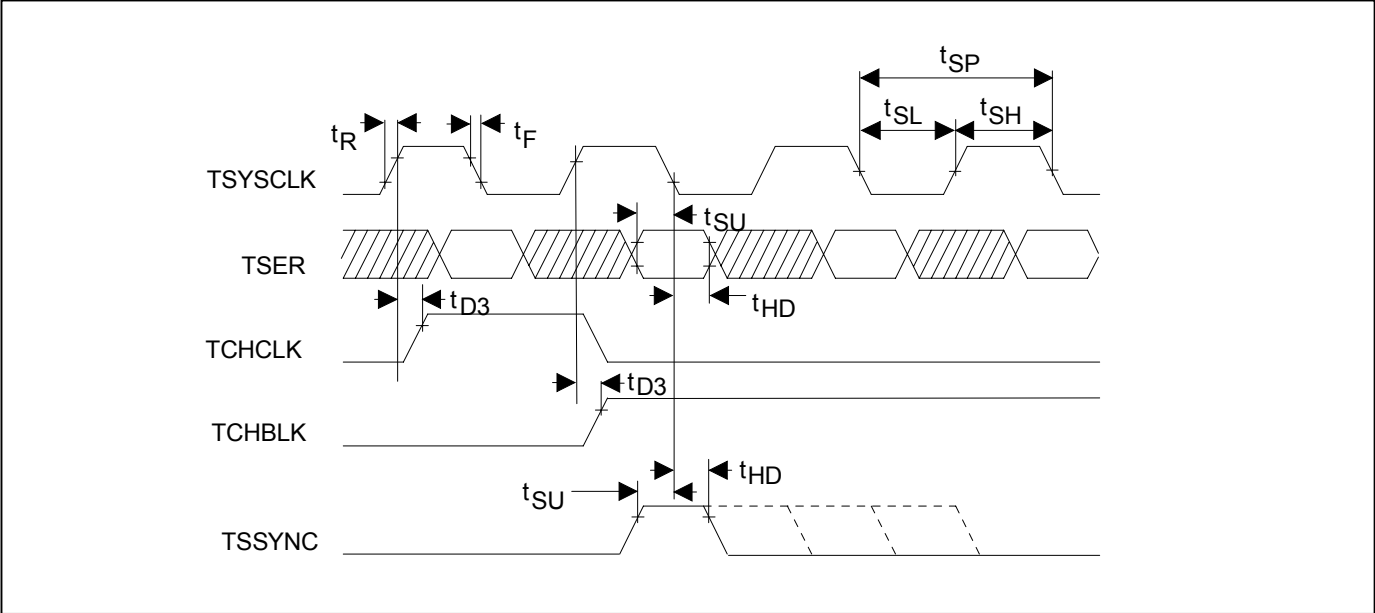 tSP
tSL tSH
tR tF
TSYSCLK
tSU
TSER
tD3 tHD
TCHCLK
tD3
TCHBLK
tHD
tSU
TSSYNC